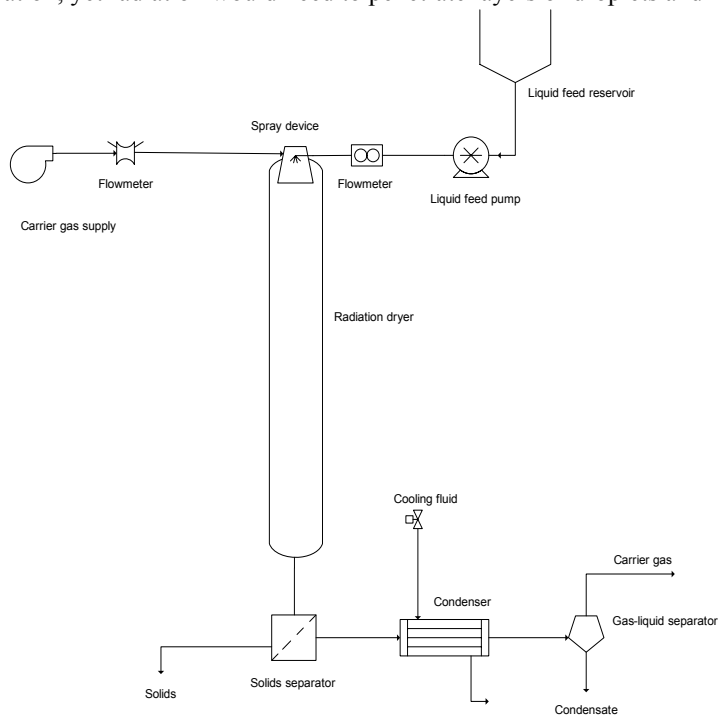 Liquid feed reservoir
Spray device
Flowmeter
Flowmeter
Liquid feed pump
Carrier gas supply
Radiation dryer
Cooling fluid
Carrier gas
Condenser
Gas-liquid separator
Solids separator
Solids
Condensate